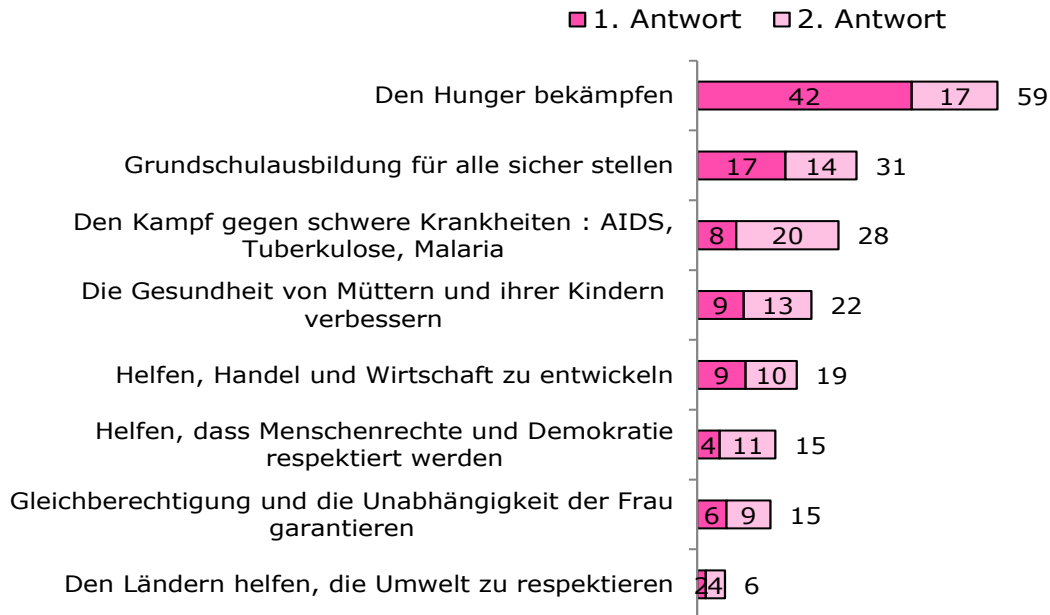 1. Antwort 2. Antwort
Den Hunger bekämpfen 42 17 59
Grundschulausbildung für alle sicher stellen 17 14 31
Den Kampf gegen schwere Krankheiten : AIDS,
Tuberkulose, Malaria 8 20 28
Die Gesundheit von Müttern und ihrer Kindern
verbessern 9 13 22
Helfen, Handel und Wirtschaft zu entwickeln 9 10 19
Helfen, dass Menschenrechte und Demokratie
respektiert werden 4 11 15
Gleichberechtigung und die Unabhängigkeit der Frau
garantieren 6 9 15
Den Ländern helfen, die Umwelt zu respektieren 2 4 6